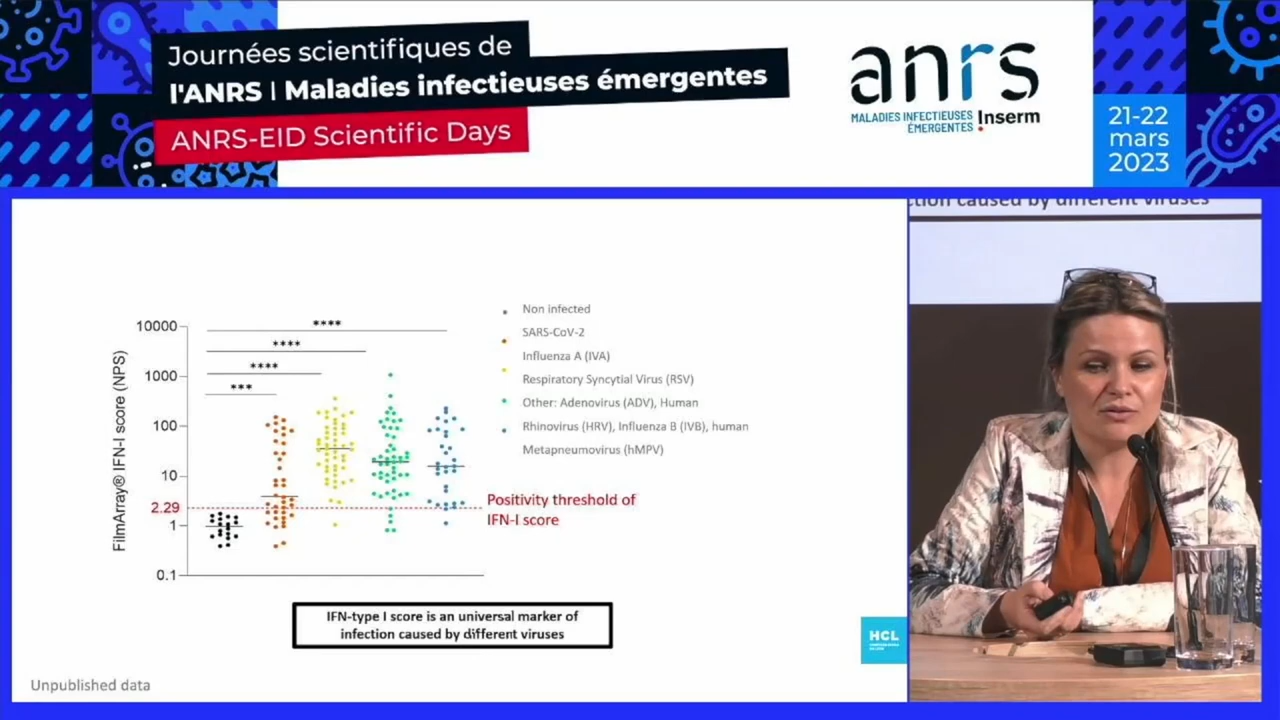 Journées scientifiques de
l'ANRS | Maladies infectieuses émergentes
ANRS-EID Scientific Days
anrs
MALADIES INFECTIEUSES
ÉMERGENTES
Inserm
21-22
mars
2023
ction caused by different viruses
FilmArray® IFN-I score (NPS)
10000
1000
100
10
2.29
1
0.1
****
****
****
***
Non infected
SARS-CoV-2
Influenza A (IVA)
Respiratory Syncytial Virus (RSV)
Other: Adenovirus (ADV), Human
Rhinovirus (HRV), Influenza B (IVB), human
Metapneumovirus (hMPV)
Positivity threshold of
IFN-I score
IFN-type I score is an universal marker of
infection caused by different viruses
HCL
Unpublished data